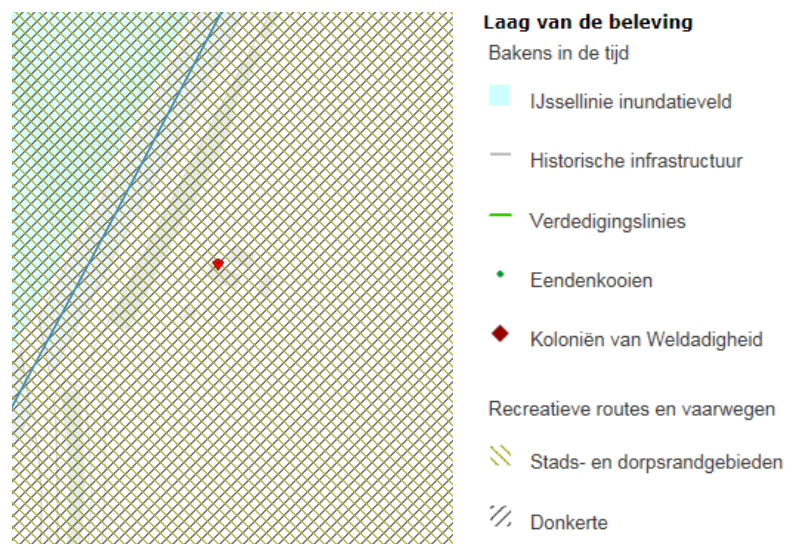 Laag van de beleving
Bakens in de tijd
IJssellinie inundatieveld
Historische infrastructuur
Verdedigingslinies
Eendenkooien
Koloniën van Weldadigheid
Recreatieve routes en vaarwegen
Stads- en dorpsrandgebieden
Donkerte